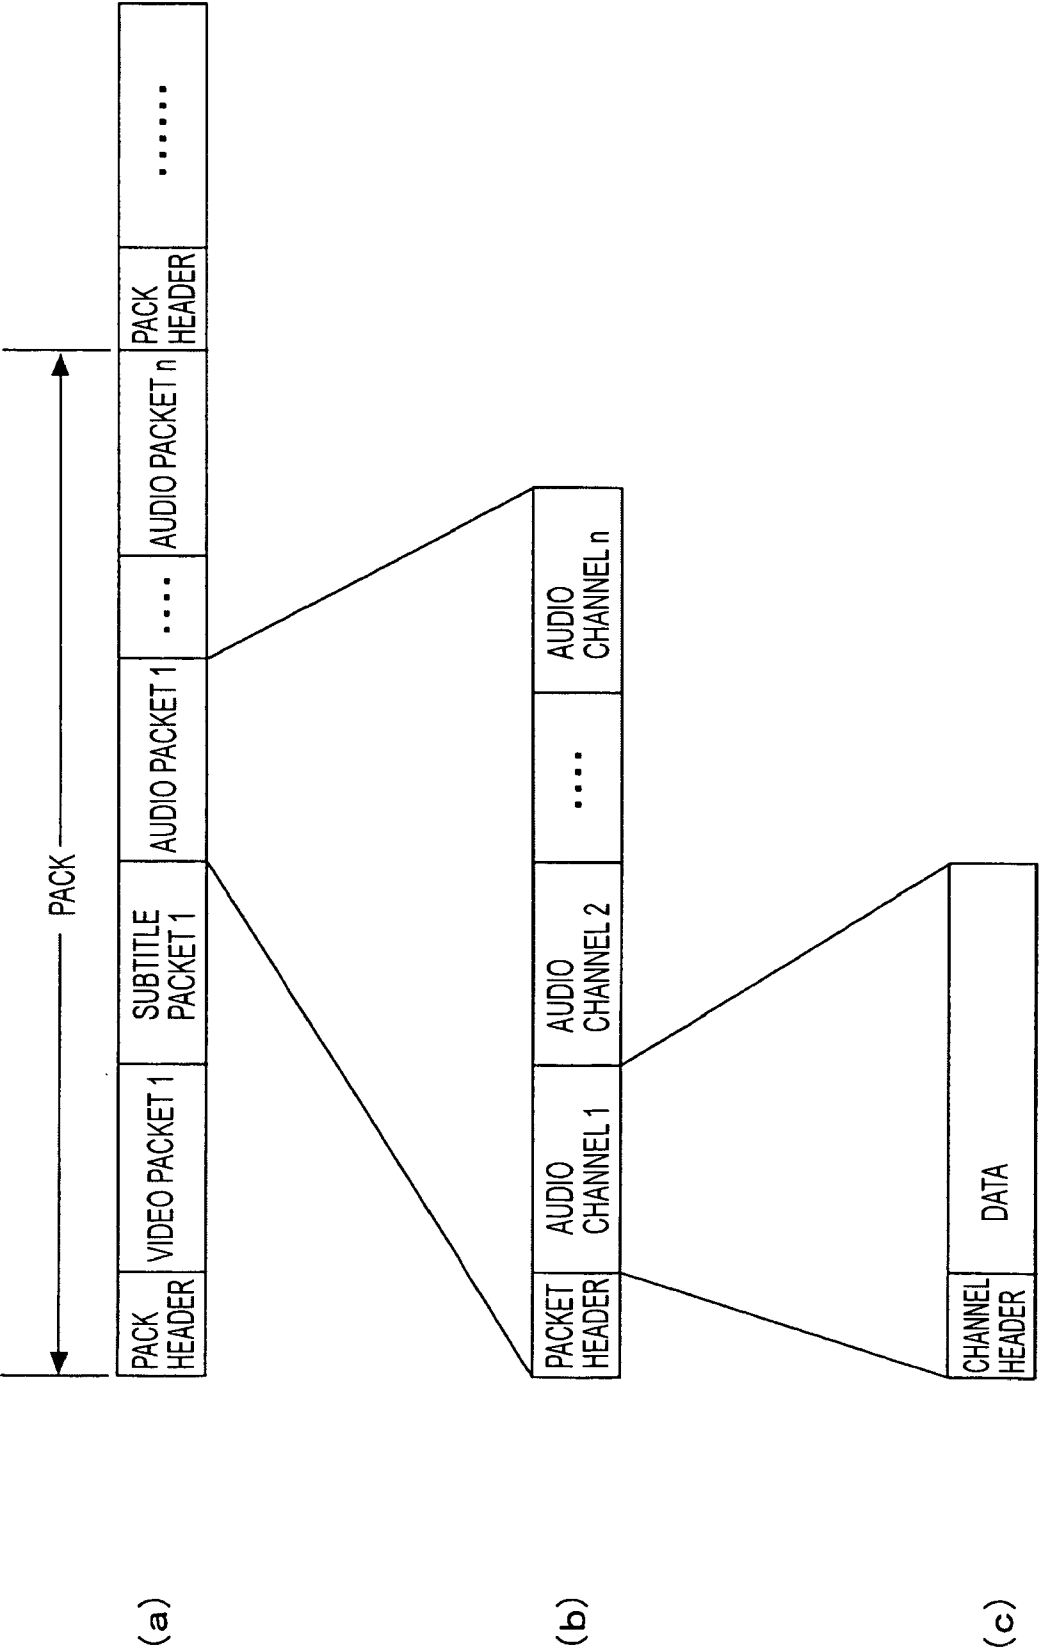 PACK
(a)
PACK
HEADER
VIDEO PACKET 1
SUBTITLE
PACKET 1
AUDIO PACKET 1
....
AUDIO PACKET n
PACK
HEADER
......
(b)
PACKET
HEADER
AUDIO
CHANNEL 1
AUDIO
CHANNEL 2
....
AUDIO
CHANNEL n
(c)
CHANNEL
HEADER
DATA